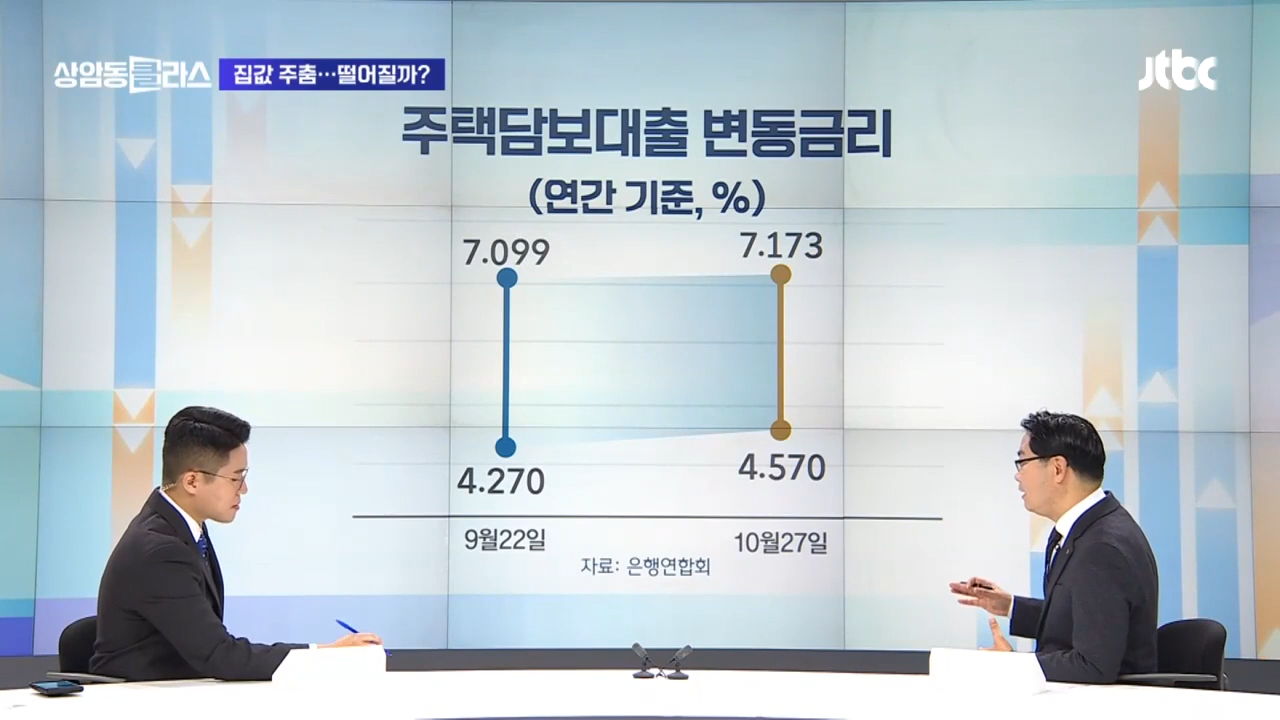 상암동클라스
집값 주춤…떨어질까?
jtbc
주택담보대출 변동금리
(연간 기준, %)
7.099
7.173
4.270
4.570
9월22일
10월27일
자료: 은행연합회